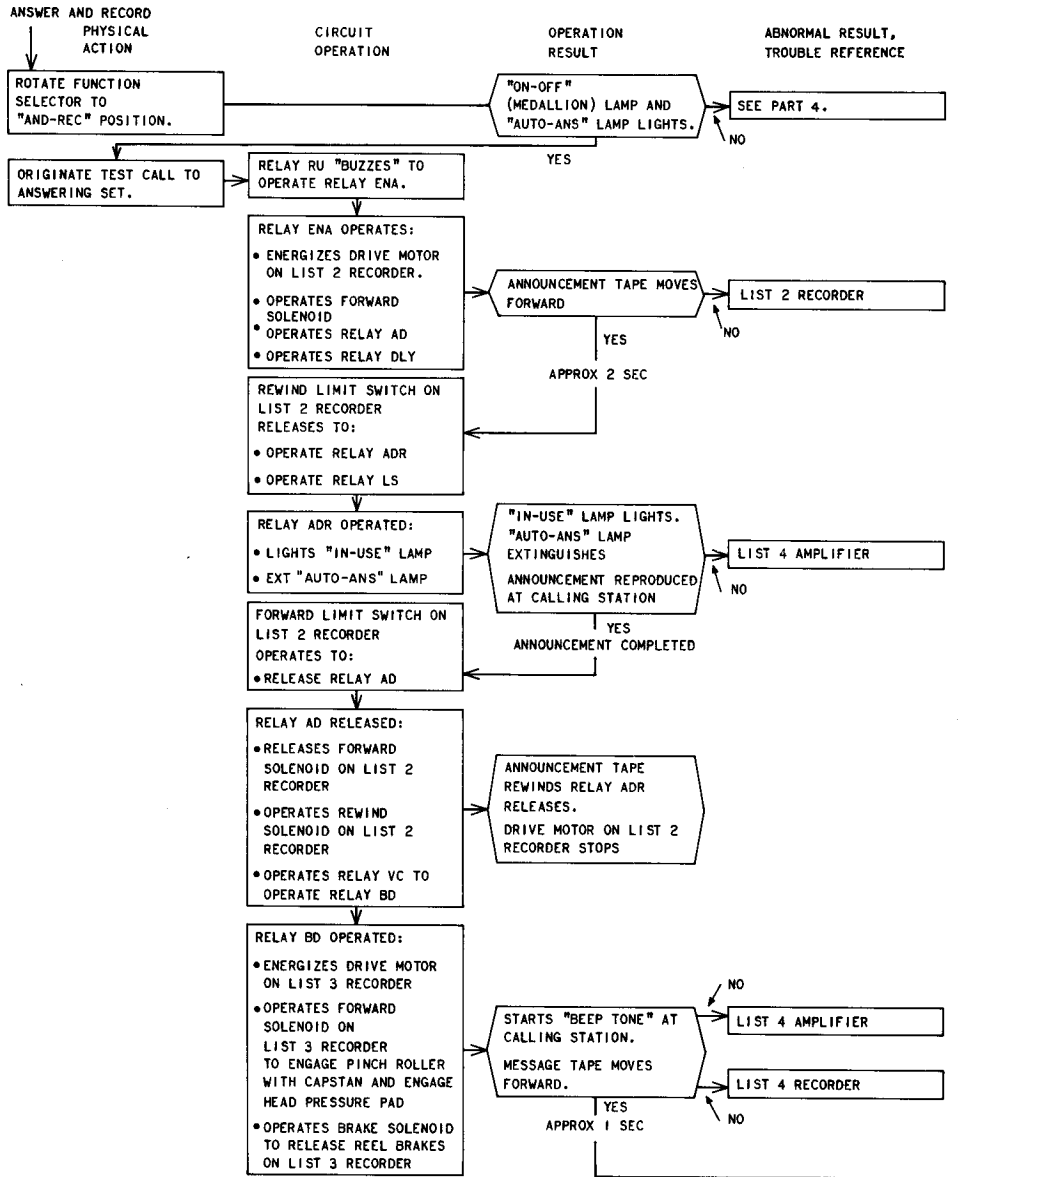 ANSWER AND RECORD
PHYSICAL
ACTION
CIRCUIT
OPERATION
OPERATION
RESULT
ABNORMAL RESULT,
TROUBLE REFERENCE
ROTATE FUNCTION
SELECTOR TO
"AND-REC" POSITION.
"ON-OFF"
(MEDALLION) LAMP AND
"AUTO-ANS" LAMP LIGHTS.
SEE PART 4.
NO
YES
ORIGINATE TEST CALL TO
ANSWERING SET.
RELAY RU "BUZZES" TO
OPERATE RELAY ENA.
RELAY ENA OPERATES:
• ENERGIZES DRIVE MOTOR
ON LIST 2 RECORDER.
• OPERATES FORWARD
SOLENOID
• OPERATES RELAY AD
• OPERATES RELAY DLY
ANNOUNCEMENT TAPE MOVES
FORWARD
LIST 2 RECORDER
NO
YES
APPROX 2 SEC
REWIND LIMIT SWITCH ON
LIST 2 RECORDER
RELEASES TO:
• OPERATE RELAY ADR
• OPERATE RELAY LS
RELAY ADR OPERATED:
• LIGHTS "IN-USE" LAMP
• EXT "AUTO-ANS" LAMP
"IN-USE" LAMP LIGHTS.
"AUTO-ANS" LAMP
EXTINGUISHES
ANNOUNCEMENT REPRODUCED
AT CALLING STATION
LIST 4 AMPLIFIER
NO
YES
ANNOUNCEMENT COMPLETED
FORWARD LIMIT SWITCH ON
LIST 2 RECORDER
OPERATES TO:
• RELEASE RELAY AD
RELAY AD RELEASED:
• RELEASES FORWARD
SOLENOID ON LIST 2
RECORDER
• OPERATES REWIND
SOLENOID ON LIST 2
RECORDER
• OPERATES RELAY VC TO
OPERATE RELAY BD
ANNOUNCEMENT TAPE
REWINDS RELAY ADR
RELEASES.
DRIVE MOTOR ON LIST 2
RECORDER STOPS
RELAY BD OPERATED:
• ENERGIZES DRIVE MOTOR
ON LIST 3 RECORDER
• OPERATES FORWARD
SOLENOID ON
LIST 3 RECORDER
TO ENGAGE PINCH ROLLER
WITH CAPSTAN AND ENGAGE
HEAD PRESSURE PAD
• OPERATES BRAKE SOLENOID
TO RELEASE REEL BRAKES
ON LIST 3 RECORDER
STARTS "BEEP TONE" AT
CALLING STATION.
MESSAGE TAPE MOVES
FORWARD.
NO
LIST 4 AMPLIFIER
LIST 4 RECORDER
NO
YES
APPROX 1 SEC